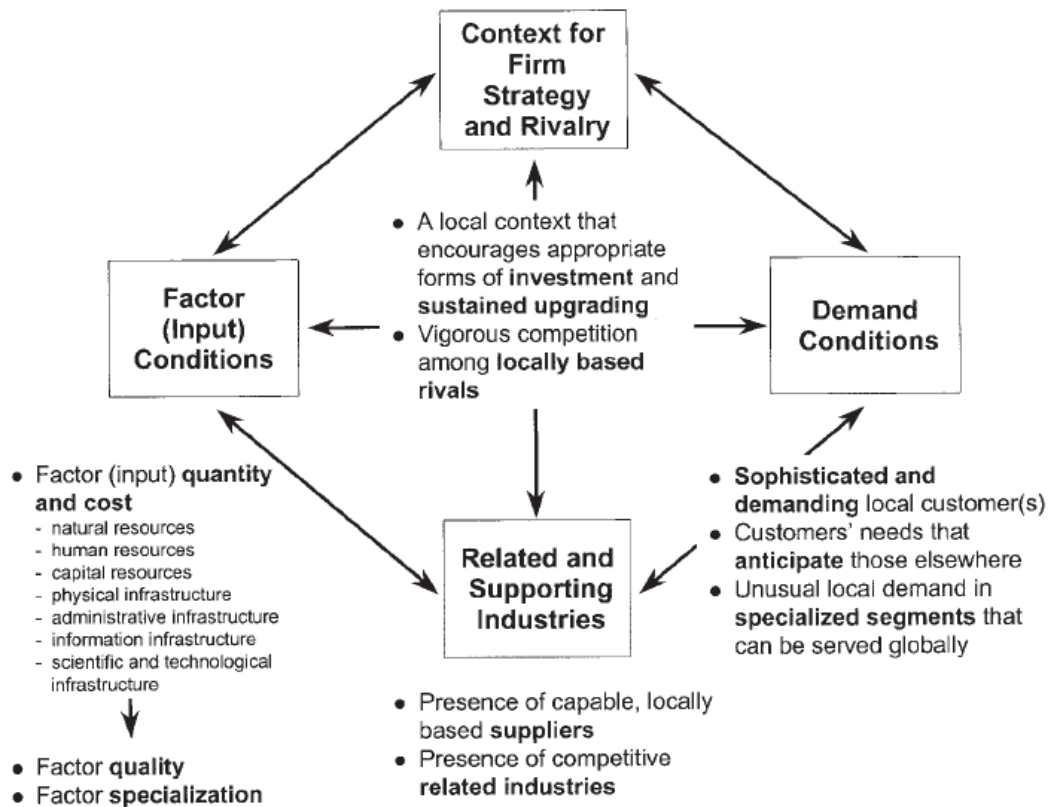 Context for
Firm
Strategy
and Rivalry
● A local context that
encourages appropriate
forms of investment and
sustained upgrading
● Vigorous competition
among locally based
rivals
Factor
(Input)
Conditions
Demand
Conditions
● Factor (input) quantity
and cost
- natural resources
- human resources
- capital resources
- physical infrastructure
- administrative infrastructure
- information infrastructure
- scientific and technological
infrastructure
● Factor quality
● Factor specialization
Related and
Supporting
Industries
● Presence of capable, locally
based suppliers
● Presence of competitive
related industries
● Sophisticated and
demanding local customer(s)
● Customers' needs that
anticipate those elsewhere
● Unusual local demand in
specialized segments that
can be served globally